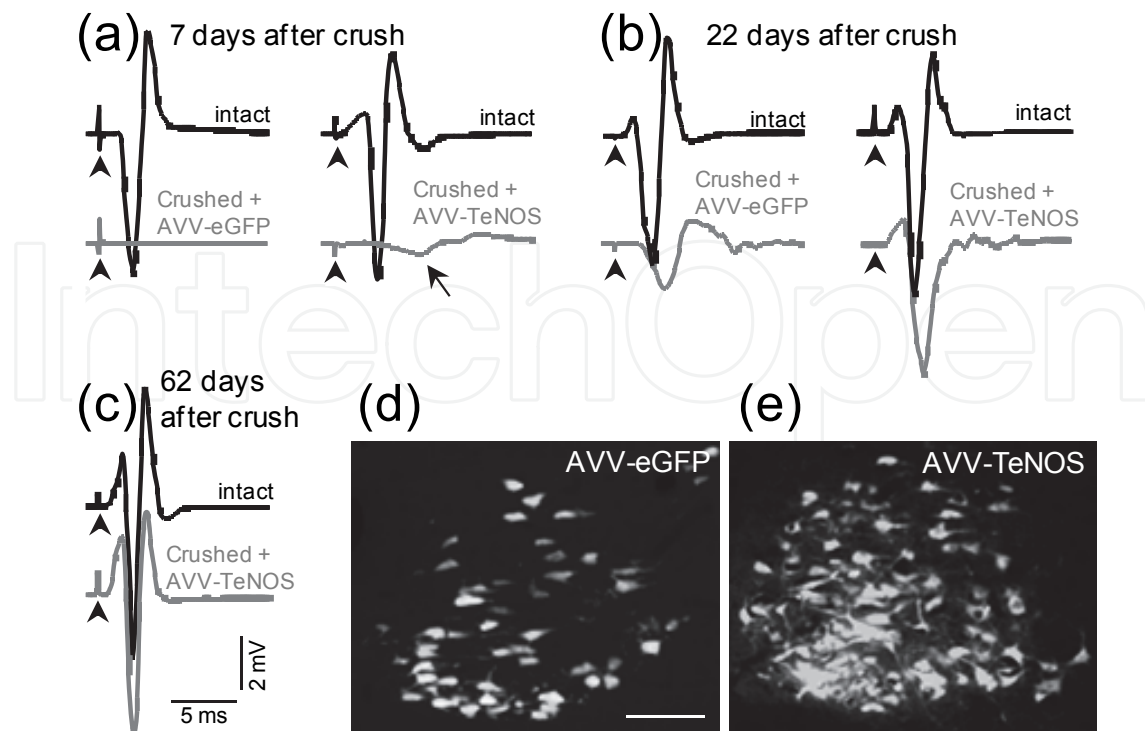 (a) 7 days after crush
intact
Crushed +
AVV-eGFP
intact
Crushed +
AVV-TeNOS
(b) 22 days after crush
intact
Crushed +
AVV-eGFP
intact
Crushed +
AVV-TeNOS
IntechOpen
(c) 62 days
after crush
intact
Crushed +
AVV-TeNOS
2 mV
5 ms
(d)
AVV-eGFP
(e)
AVV-TeNOS